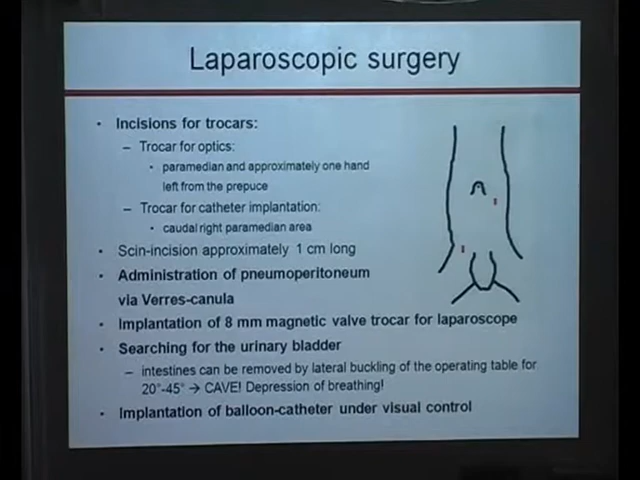 Laparoscopic surgery
• Incisions for trocars:
– Trocar for optics:
• paramedian and approximately one hand
left from the prepuce
– Trocar for catheter implantation:
• caudal right paramedian area
• Scin-incision approximately 1 cm long
• Administration of pneumoperitoneum
via Verres-canula
• Implantation of 8 mm magnetic valve trocar for laparoscope
• Searching for the urinary bladder
– intestines can be removed by lateral buckling of the operating table for
20°-45° → CAVE! Depression of breathing!
• Implantation of balloon-catheter under visual control